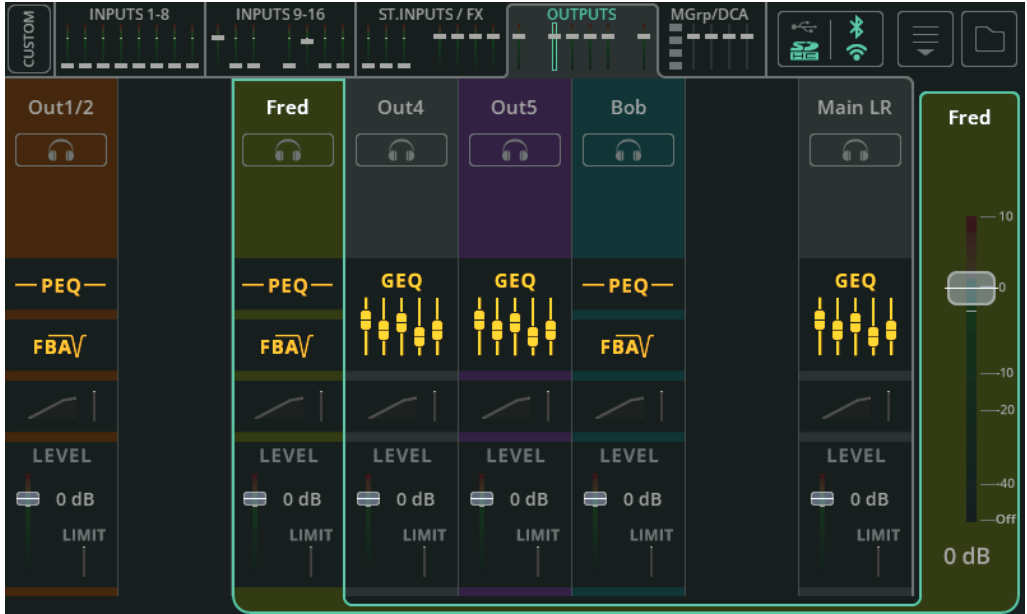 CUSTOM
INPUTS 1-8
INPUTS 9-16
ST.INPUTS / FX
OUTPUTS
MGrp/DCA
SD
HC
Out1/2
Fred
Out4
Out5
Bob
Main LR
Fred
PEQ
PEQ
GEQ
GEQ
PEQ
GEQ
FBA
FBA
FBA
LEVEL
LEVEL
LEVEL
LEVEL
LEVEL
LEVEL
0 dB
0 dB
0 dB
0 dB
0 dB
0 dB
LIMIT
LIMIT
LIMIT
LIMIT
LIMIT
LIMIT
10
0
-10
-20
-40
Off
0 dB